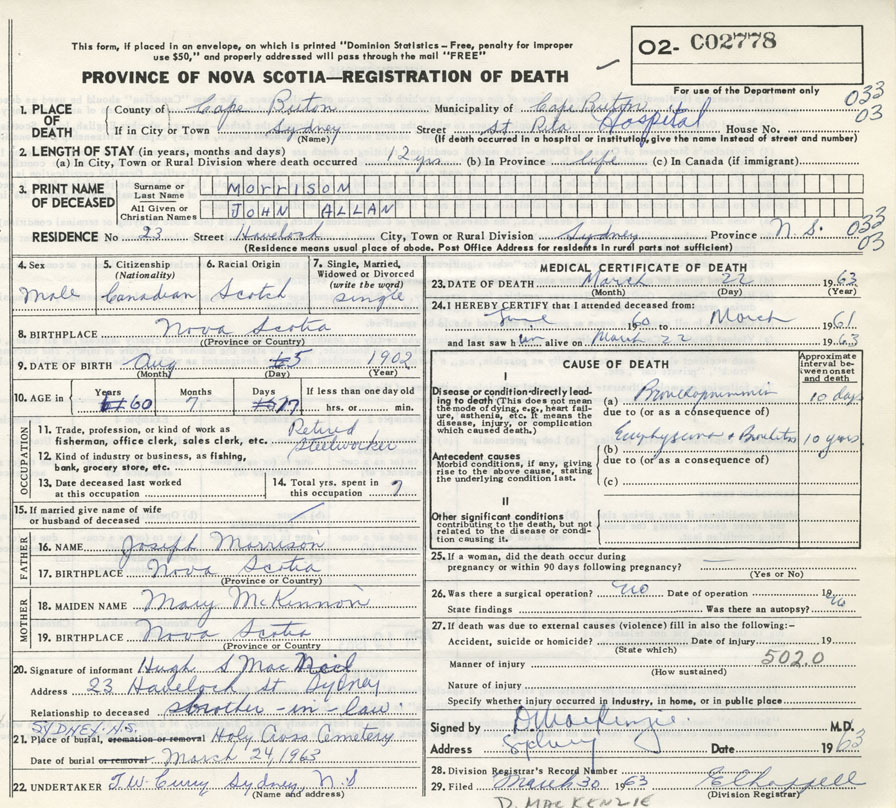 This form, if placed in an envelope, on which is printed "Dominion Statistics – Free, penalty for improper
use $50," and properly addressed will pass through the mail "FREE"
02- C02778
PROVINCE OF NOVA SCOTIA—REGISTRATION OF DEATH
For use of the Department only
033
03
1. PLACE OF DEATH County of Cape Breton Municipality of Cape Breton
If in City or Town Sydney (Name) Street St Rita Hospital House No.
(If death occurred in a hospital or institution, give the name instead of street and number)
2. LENGTH OF STAY (in years, months and days)
(a) In City, Town or Rural Division where death occurred 12 yrs (b) In Province Life (c) In Canada (if immigrant)
3. PRINT NAME OF DECEASED Surname or Last Name MorrisoN
All Given or Christian Names JOHN ALLAN
RESIDENCE No 23 Street Havelock City, Town or Rural Division Sydney Province N.S. 033
03
(Residence means usual place of abode. Post Office Address for residents in rural parts not sufficient)
4. Sex Male
5. Citizenship (Nationality) Canadian
6. Racial Origin Scotch
7. Single, Married, Widowed or Divorced (write the word) single
8. BIRTHPLACE Nova Scotia
(Province or Country)
9. DATE OF BIRTH Aug 5 1902
(Month) (Day) (Year)
10. AGE in Years 60 Months 7 Days 17 If less than one day old
hrs. or min.
OCCUPATION
11. Trade, profession, or kind of work as fisherman, office clerk, sales clerk, etc. Retired
12. Kind of industry or business, as fishing, bank, grocery store, etc. Steelworker
13. Date deceased last worked at this occupation
14. Total yrs. spent in this occupation ?
15. If married give name of wife or husband of deceased
FATHER
16. NAME Joseph Morrison
17. BIRTHPLACE Nova Scotia
(Province or Country)
MOTHER
18. MAIDEN NAME Mary McKinnon
19. BIRTHPLACE Nova Scotia
(Province or Country)
20. Signature of informant Hugh S MacNeil
Address 23 Havelock St Sydney
Relationship to deceased brother-in-law
SYDNEY N.S.
21. Place of burial, cremation or removal Holy Cross Cemetery
Date of burial or removal March 24, 1963
22. UNDERTAKER T.W. Curry Sydney, N.S
(Name and address)
MEDICAL CERTIFICATE OF DEATH
23. DATE OF DEATH March 22 1963
(Month) (Day) (Year)
24. I HEREBY CERTIFY that I attended deceased from:
June 1960 to March 1961
and last saw him alive on March 22 1963
CAUSE OF DEATH
Approximate interval between onset and death
I
Disease or condition directly leading to death (This does not mean the mode of dying, e.g., heart failure, asthenia, etc. It means the disease, injury, or complication which caused death.)
(a) Bronchopneumonia 10 days
due to (or as a consequence of)
Emphysema + Bronchitis 10 years
(b)
due to (or as a consequence of)
Antecedent causes
Morbid conditions, if any, giving rise to the above cause, stating the underlying condition last.
(c)
II
Other significant conditions contributing to the death, but not related to the disease or condition causing it.
25. If a woman, did the death occur during pregnancy or within 90 days following pregnancy?
(Yes or No)
26. Was there a surgical operation? no Date of operation 19
State findings Was there an autopsy? no
27. If death was due to external causes (violence) fill in also the following:–
Accident, suicide or homicide? Date of injury 19
(State which)
Manner of injury 502.0
(How sustained)
Nature of injury
Specify whether injury occurred in industry, in home, or in public place
Signed by D. MacKenzie M.D.
Address Sydney Date 1963
28. Division Registrar's Record Number
29. Filed March 30 1963
(Division Registrar)
D. MACKENZIE